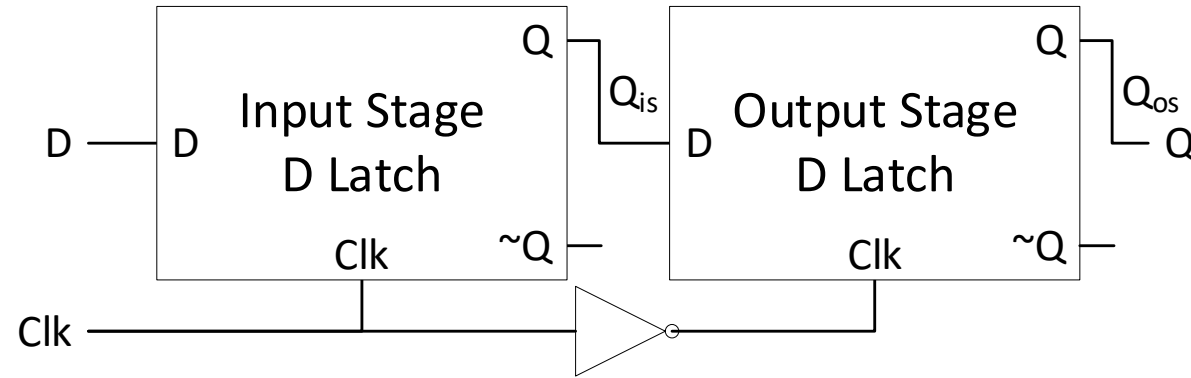 Q
Q
Input Stage
D Latch
Q_is
Output Stage
D Latch
Q_os
D
D
D
Q
~Q
~Q
Clk
Clk
Clk